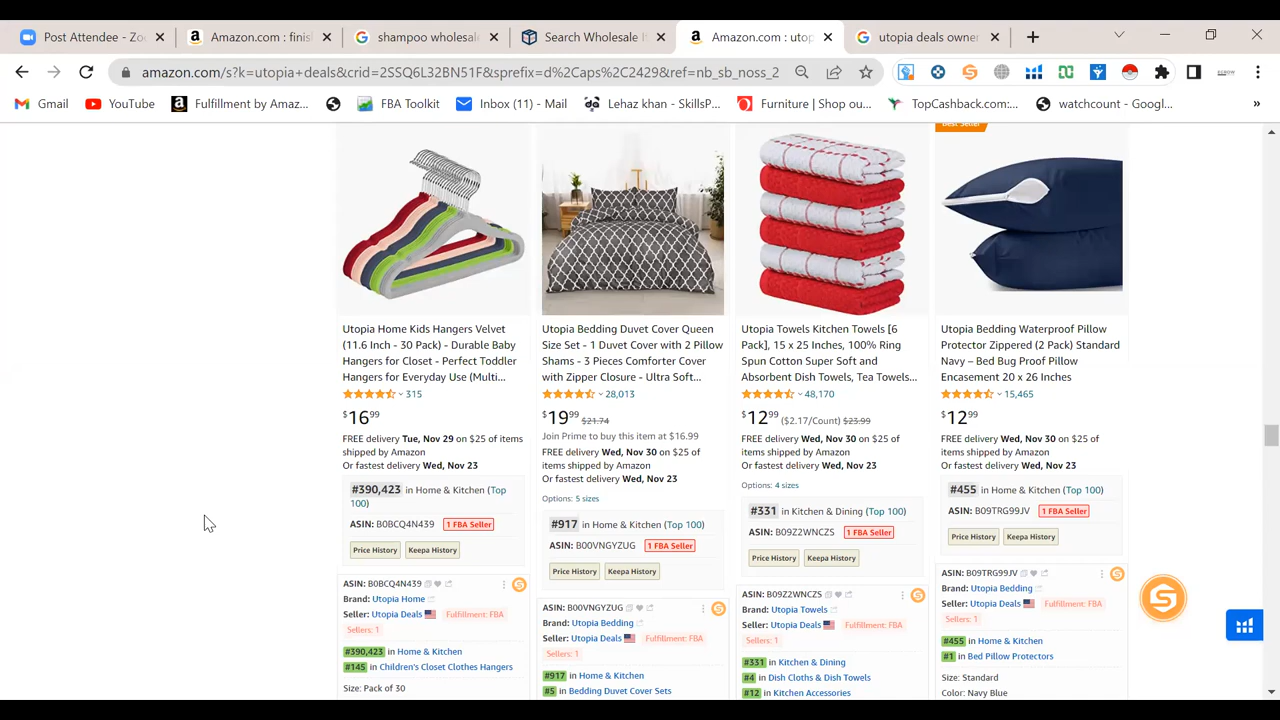 Post Attendee - Zo
Amazon.com : finis
shampoo wholesal
Search Wholesale I
Amazon.com : utop
utopia deals owner
amazon.com/s?k=utopia+deals&crid=2SSQ6LB2BN51F&sprefix=d%2Caps%2C2429&ref=nb_sb_noss_2
Gmail
YouTube
Fulfillment by Amaz...
FBA Toolkit
Inbox (11) - Mail
Lehaz khan - SkillsP...
Furniture | Shop ou...
TopCashback.com:...
watchcount - Googl...
»
Best Seller
Utopia Home Kids Hangers Velvet
(11.6 Inch - 30 Pack) - Durable Baby
Hangers for Closet - Perfect Toddler
Hangers for Everyday Use (Multi...
315
$16.99
FREE delivery Tue, Nov 29 on $25 of items
shipped by Amazon
Or fastest delivery Wed, Nov 23
#390,423 in Home & Kitchen (Top
100)
ASIN: B0BCQ4N439 1 FBA Seller
Price History Keepa History
ASIN: B0BCQ4N439
Brand: Utopia Home
Seller: Utopia Deals Fulfillment: FBA
Sellers: 1
#390,423 in Home & Kitchen
#145 in Children's Closet Clothes Hangers
Size: Pack of 30
Utopia Bedding Duvet Cover Queen
Size Set - 1 Duvet Cover with 2 Pillow
Shams - 3 Pieces Comforter Cover
with Zipper Closure - Ultra Soft...
28,013
$19.99 $21.74
Join Prime to buy this item at $16.99
FREE delivery Wed, Nov 30 on $25 of
items shipped by Amazon
Or fastest delivery Wed, Nov 23
Options: 5 sizes
#917 in Home & Kitchen (Top 100)
ASIN: B00VNGYZUG 1 FBA Seller
Price History Keepa History
ASIN: B00VNGYZUG
Brand: Utopia Bedding
Seller: Utopia Deals Fulfillment: FBA
Sellers: 1
#917 in Home & Kitchen
#5 in Bedding Duvet Cover Sets
Utopia Towels Kitchen Towels [6
Pack], 15 x 25 Inches, 100% Ring
Spun Cotton Super Soft and
Absorbent Dish Towels, Tea Towels...
48,170
$12.99 ($2.17/Count) $23.99
FREE delivery Wed, Nov 30 on $25 of
items shipped by Amazon
Or fastest delivery Wed, Nov 23
Options: 4 sizes
#331 in Kitchen & Dining (Top 100)
ASIN: B09Z2WNCZS 1 FBA Seller
Price History Keepa History
ASIN: B09Z2WNCZS
Brand: Utopia Towels
Seller: Utopia Deals Fulfillment: FBA
Sellers: 1
#331 in Kitchen & Dining
#4 in Dish Cloths & Dish Towels
#12 in Kitchen Accessories
Utopia Bedding Waterproof Pillow
Protector Zippered (2 Pack) Standard
Navy – Bed Bug Proof Pillow
Encasement 20 x 26 Inches
15,465
$12.99
FREE delivery Wed, Nov 30 on $25 of
items shipped by Amazon
Or fastest delivery Wed, Nov 23
#455 in Home & Kitchen (Top 100)
ASIN: B09TRG99JV 1 FBA Seller
Price History Keepa History
ASIN: B09TRG99JV
Brand: Utopia Bedding
Seller: Utopia Deals Fulfillment: FBA
Sellers: 1
#455 in Home & Kitchen
#1 in Bed Pillow Protectors
Size: Standard
Color: Navy Blue